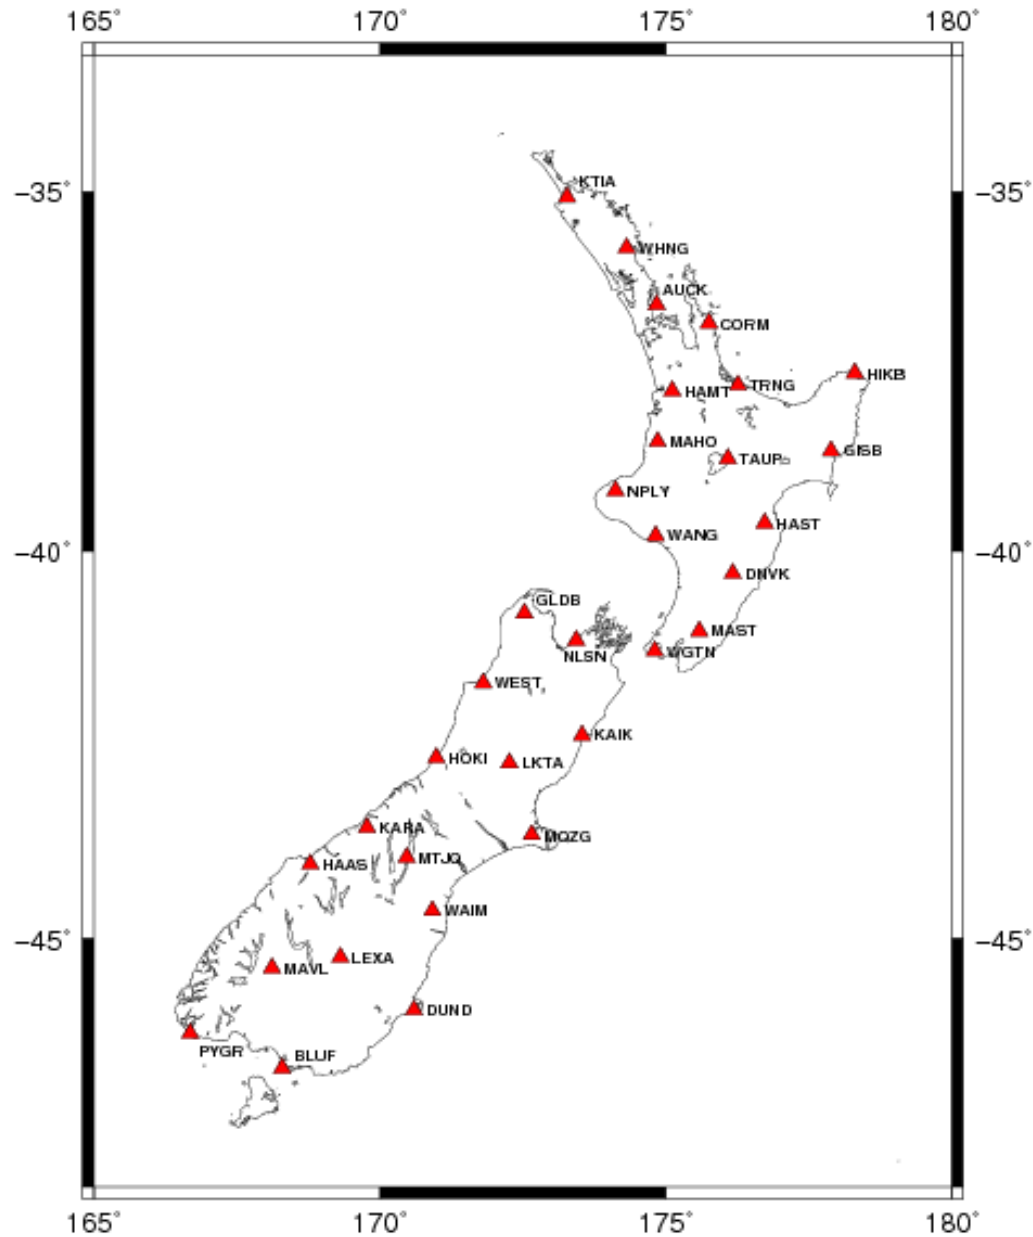 165° 170° 175° 180°
KTIA
-35° -35°
WHNG
AUCK
CORM
HIKB
TRNG
HAMT
MAHO
GISB
TAUP
NPLY
HAST
WANG
-40° -40°
DNVK
GLDB
MAST
WGTN
NLSN
WEST
KAIK
HOKI
LKTA
KARA
MQZG
MTJO
HAAS
WAIM
-45° -45°
LEXA
MAVL
DUND
PYGR
BLUF
165° 170° 175° 180°